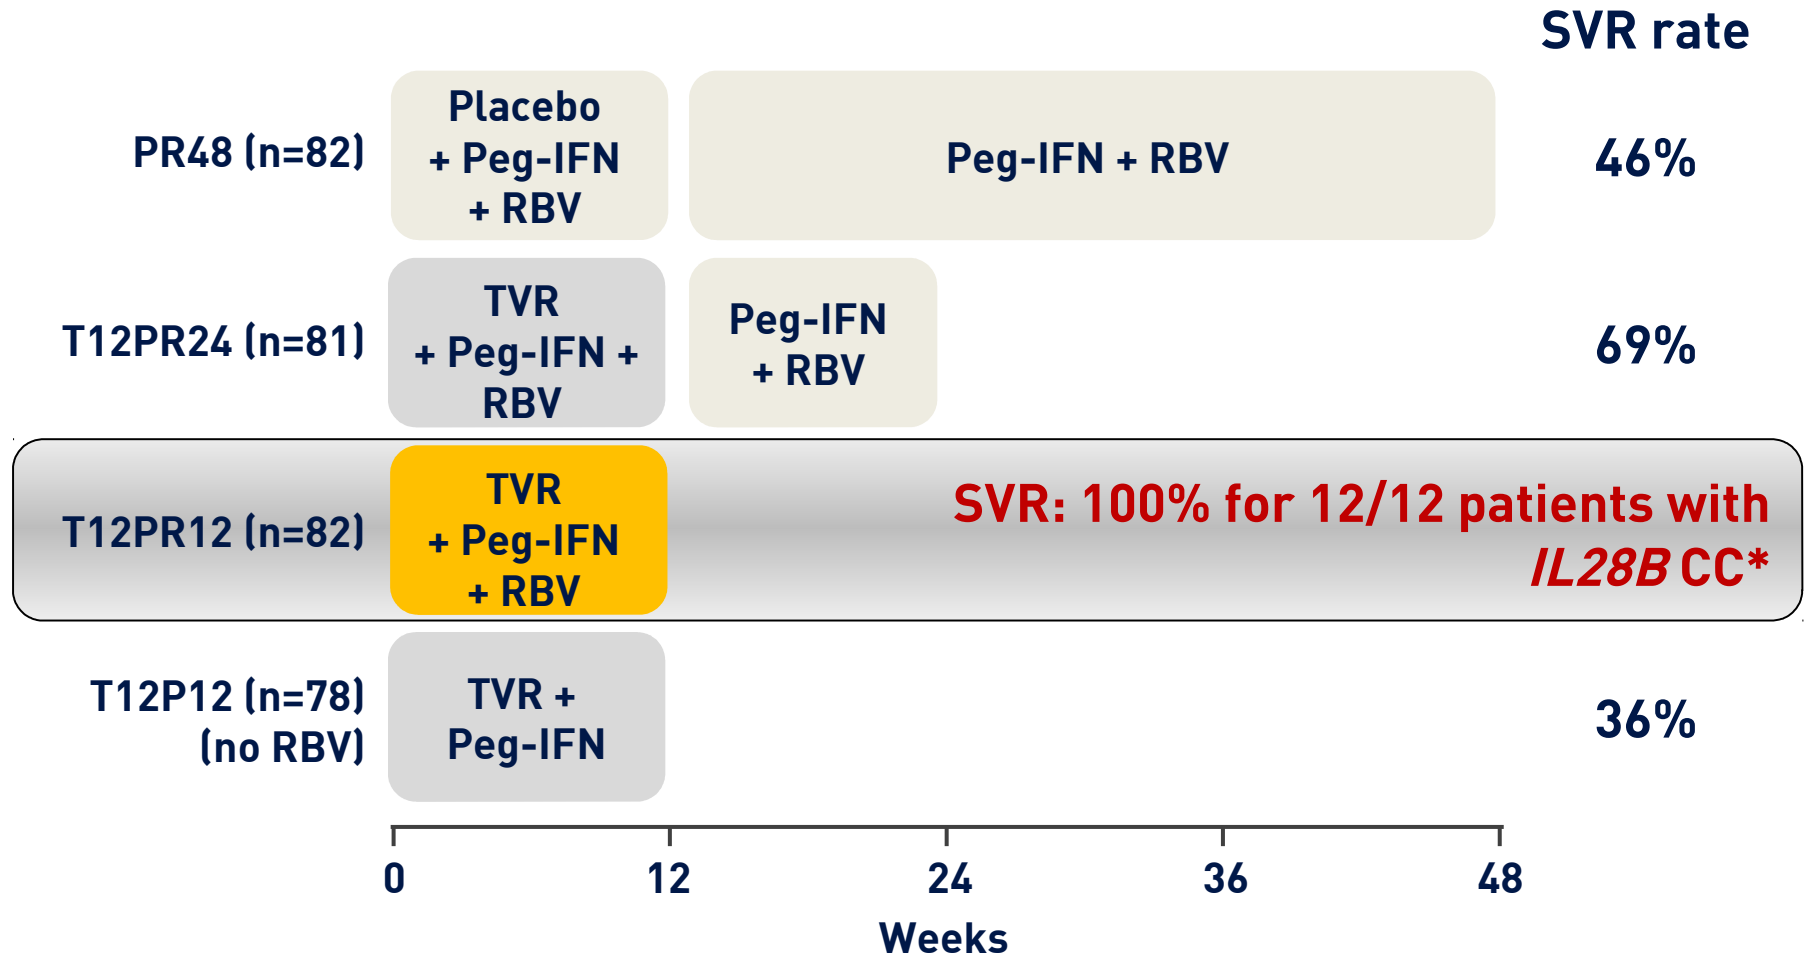 SVR rate
PR48 (n=82)
Placebo
+ Peg-IFN
+ RBV
Peg-IFN + RBV
46%
T12PR24 (n=81)
TVR
+ Peg-IFN +
RBV
Peg-IFN
+ RBV
69%
T12PR12 (n=82)
TVR
+ Peg-IFN
+ RBV
SVR: 100% for 12/12 patients with
IL28B CC*
T12P12 (n=78)
(no RBV)
TVR +
Peg-IFN
36%
0
12
24
36
48
Weeks